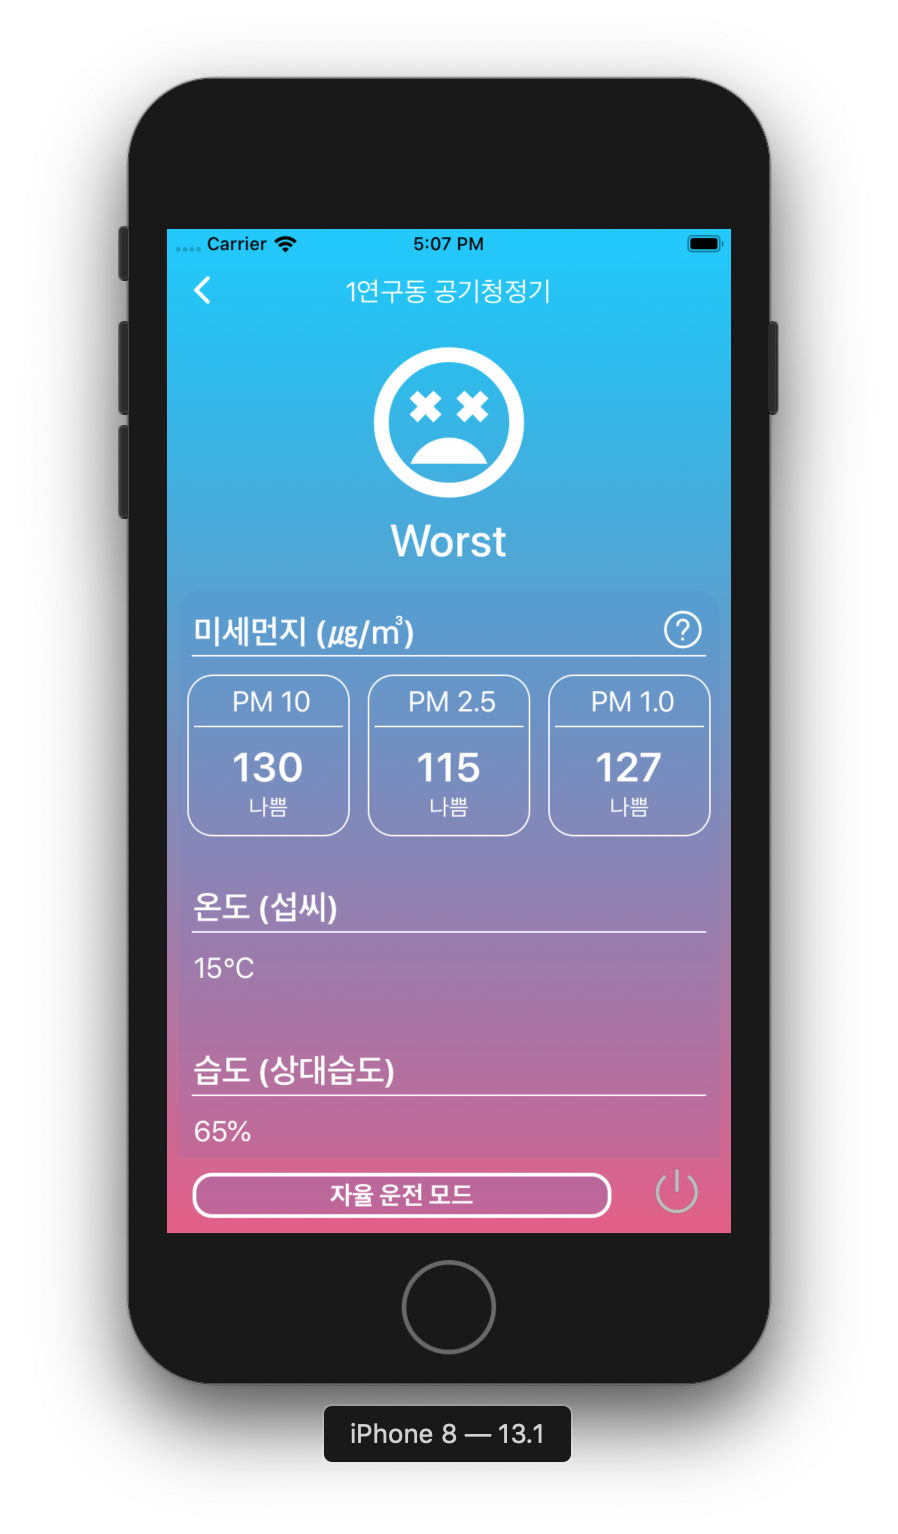 Carrier 5:07 PM
1연구동 공기청정기
Worst
미세먼지 (㎍/㎥) ?
PM 10 PM 2.5 PM 1.0
130 115 127
나쁨 나쁨 나쁨
온도 (섭씨)
15°C
습도 (상대습도)
65%
자율 운전 모드
iPhone 8 — 13.1